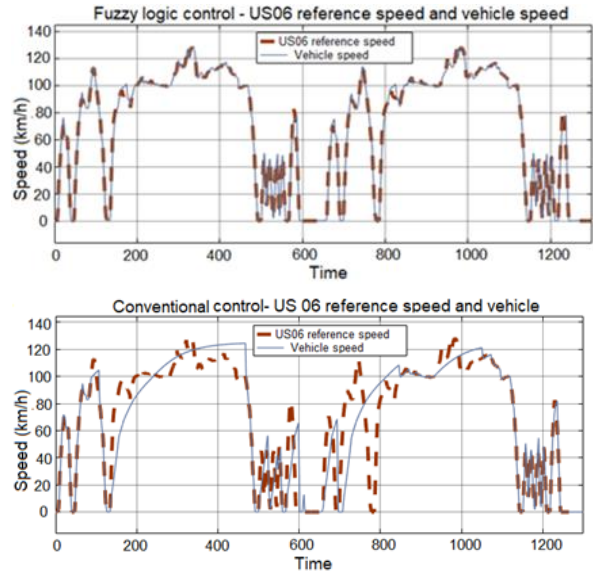 Fuzzy logic control - US06 reference speed and vehicle speed
140
120
100
80
60
40
20
0
Speed (km/h)
US06 reference speed
Vehicle speed
0 200 400 600 800 1000 1200
Time
Conventional control- US 06 reference speed and vehicle
140
120
100
80
60
40
20
0
Speed (km/h)
US06 reference speed
Vehicle speed
0 200 400 600 800 1000 1200
Time